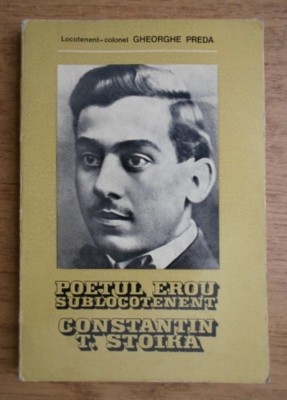 Locotenent-colonel GHEORGHE PREDA
POETUL EROU
SUBLOCOTENENT
CONSTANTIN
T. STOIKA